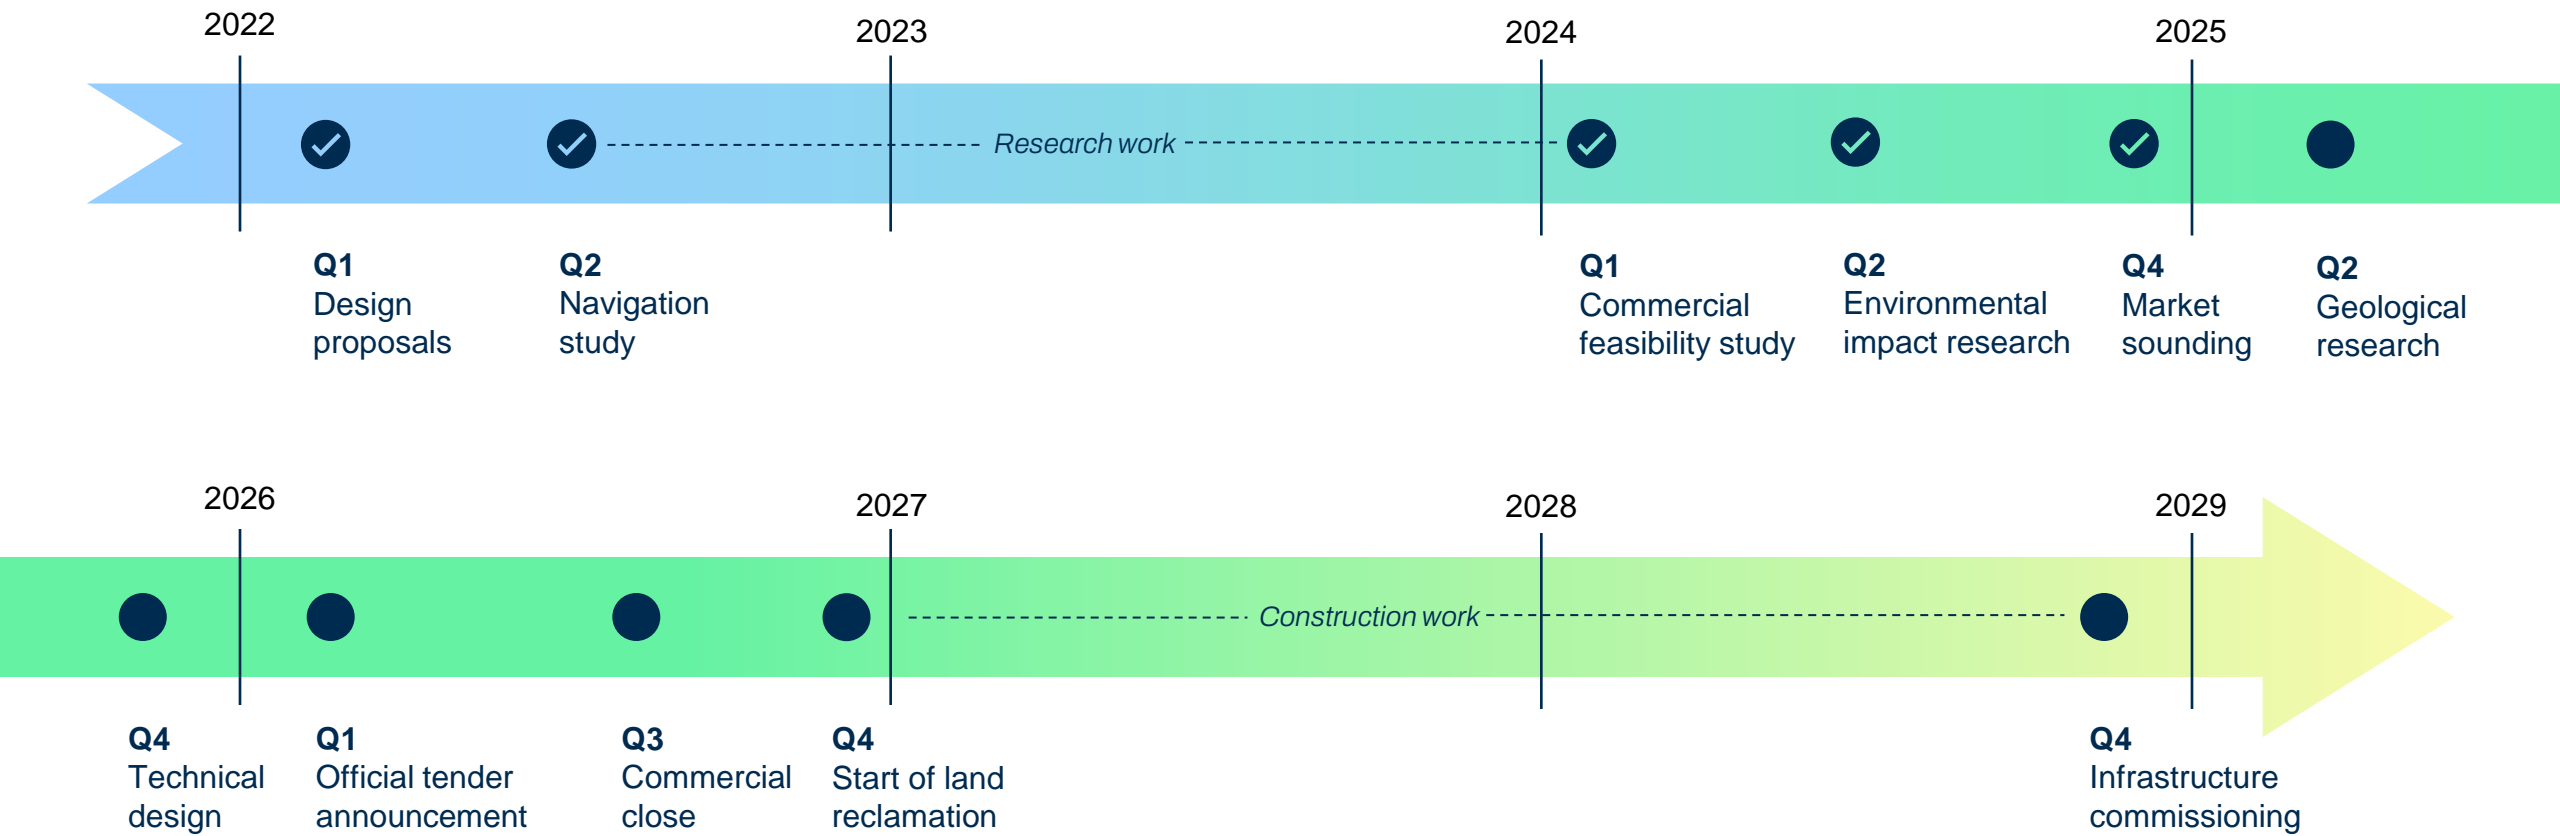 2022
2023
2024
2025
Research work
Q1
Design
proposals
Q2
Navigation
study
Q1
Commercial
feasibility study
Q2
Environmental
impact research
Q4
Market
sounding
Q2
Geological
research
2026
2027
2028
2029
Construction work
Q4
Technical
design
Q1
Official tender
announcement
Q3
Commercial
close
Q4
Start of land
reclamation
Q4
Infrastructure
commissioning